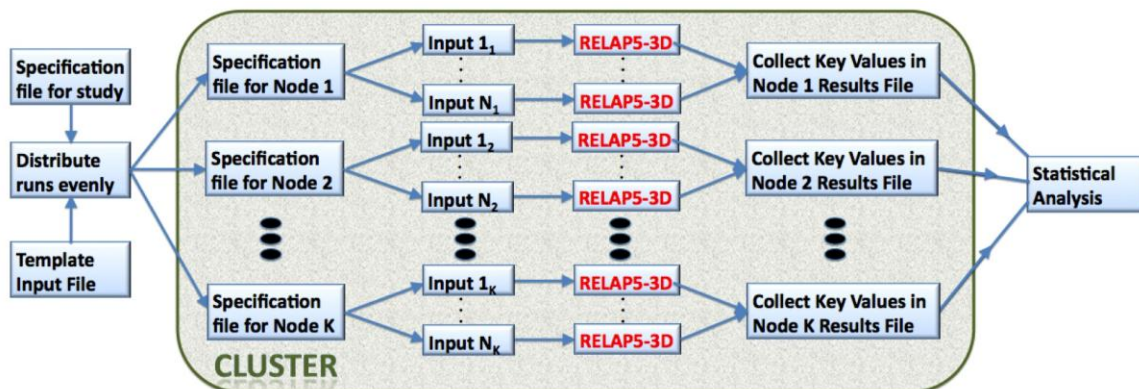 Specification
file for study
Distribute
runs evenly
Template
Input File
Specification
file for Node 1
Input 1₁
RELAP5-3D
Input N₁
RELAP5-3D
Collect Key Values in
Node 1 Results File
Specification
file for Node 2
Input 1₂
RELAP5-3D
Input N₂
RELAP5-3D
Collect Key Values in
Node 2 Results File
Specification
file for Node K
Input 1ₖ
RELAP5-3D
Input Nₖ
RELAP5-3D
Collect Key Values in
Node K Results File
Statistical
Analysis
CLUSTER